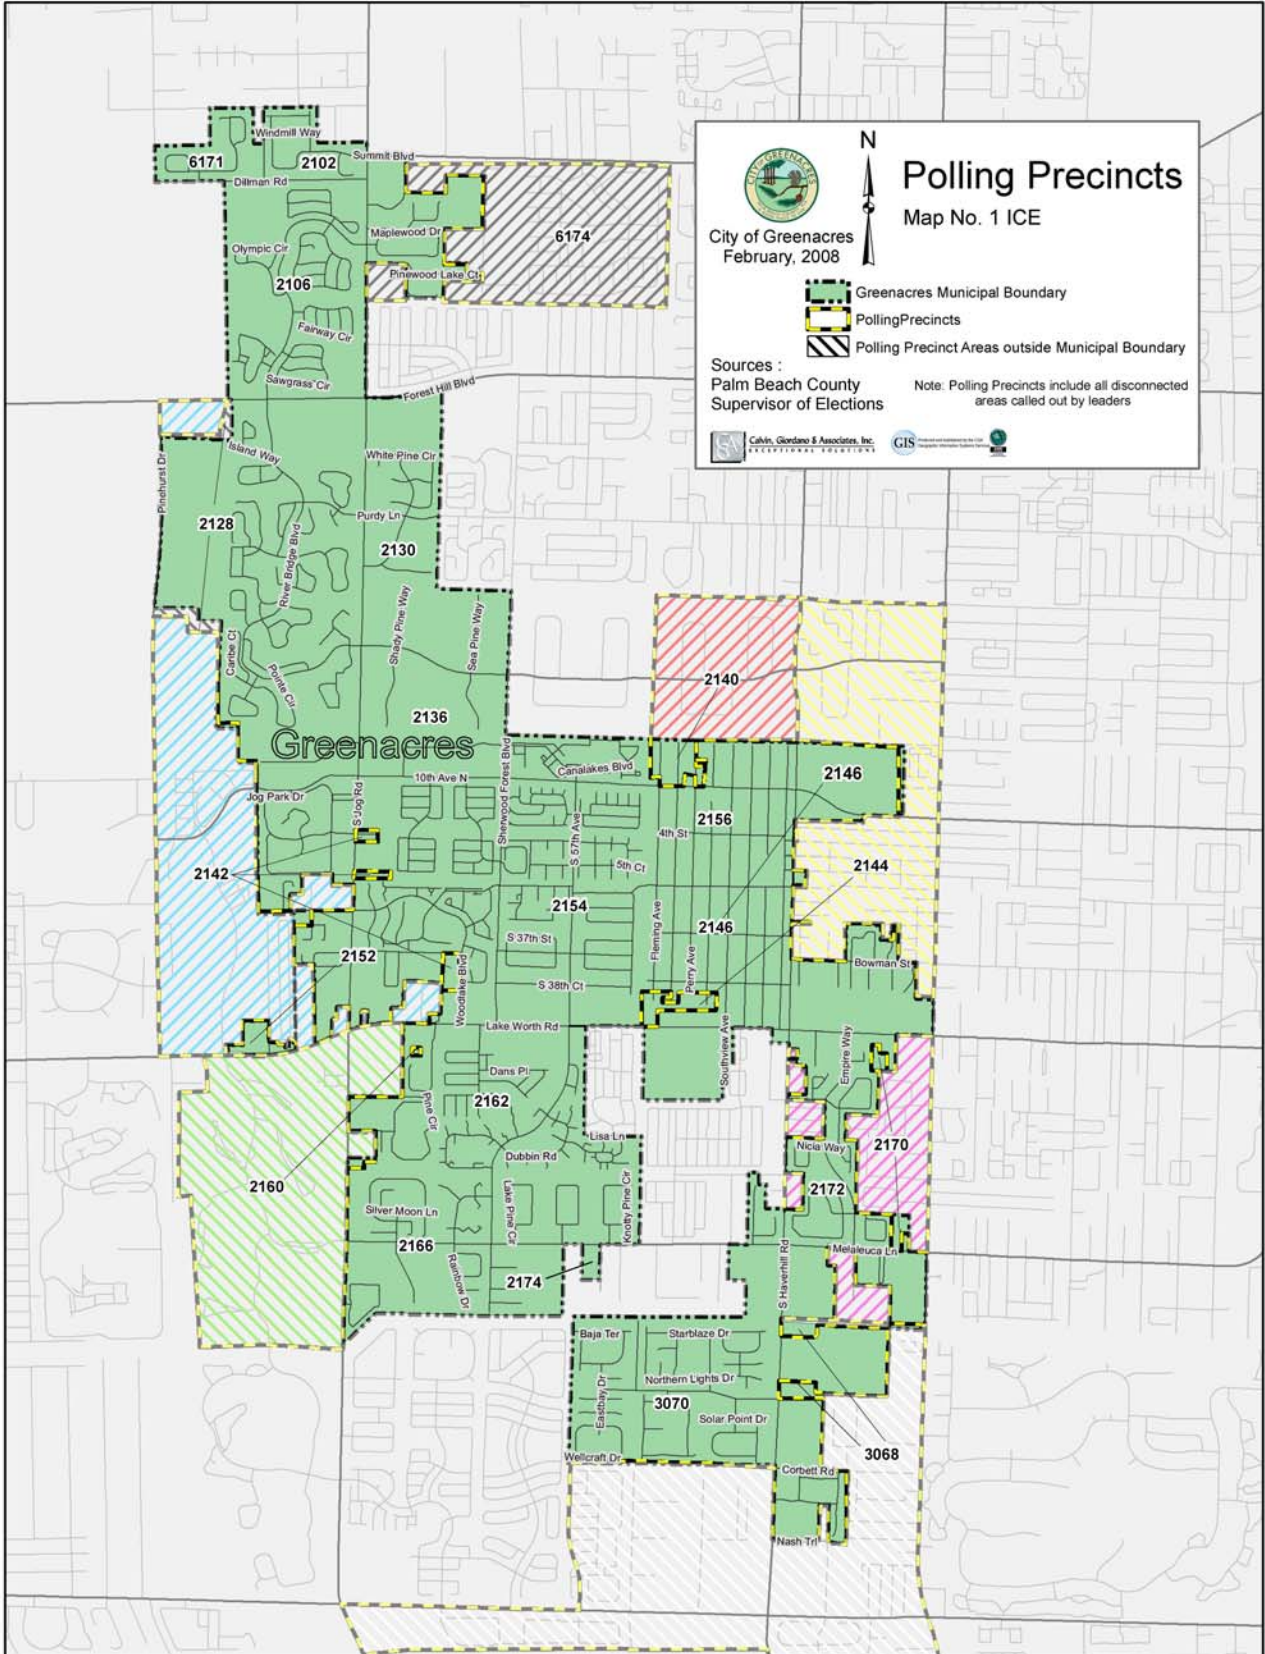 Polling Precincts
Map No. 1 ICE
N
CITY OF GREENACRES
City of Greenacres
February, 2008
Greenacres Municipal Boundary
PollingPrecincts
Polling Precinct Areas outside Municipal Boundary
Sources :
Palm Beach County
Supervisor of Elections
Note: Polling Precincts include all disconnected
areas called out by leaders
Calvin, Giordano & Associates, Inc.
EXCEPTIONAL SOLUTIONS
GIS
Windmill Way
6171
2102
Summit Blvd
Dillman Rd
Maplewood Dr
6174
Olympic Cir
Pinewood Lake Ct
2106
Fairway Cir
Sawgrass Cir
Forest Hill Blvd
Island Way
White Pine Cir
Pinehurst Dr
Purdy Ln
2128
2130
River Bridge Blvd
Shady Pine Way
Sea Pine Way
Caribe Ct
Pointe Cir
2140
2136
Greenacres
Sherwood Forest Blvd
Canalakes Blvd
10th Ave N
2146
Jog Park Dr
S Jog Rd
2156
S 57th Ave
4th St
5th Ct
2144
2142
2154
Fleming Ave
2146
S 37th St
Perry Ave
2152
Bowman St
Woodlake Blvd
S 38th Ct
Lake Worth Rd
Southview Ave
Empire Way
Dans Pl
Pine Cir
2162
Lisa Ln
Nicia Way
2170
Dubbin Rd
2160
2172
Silver Moon Ln
Lake Pine Cir
Knotty Pine Cir
2166
S Haverhill Rd
Melaleuca Ln
Rainbow Dr
2174
Baja Ter
Starblaze Dr
Northern Lights Dr
Eastbay Dr
3070
Solar Point Dr
3068
Wellcraft Dr
Corbett Rd
Nash Trl